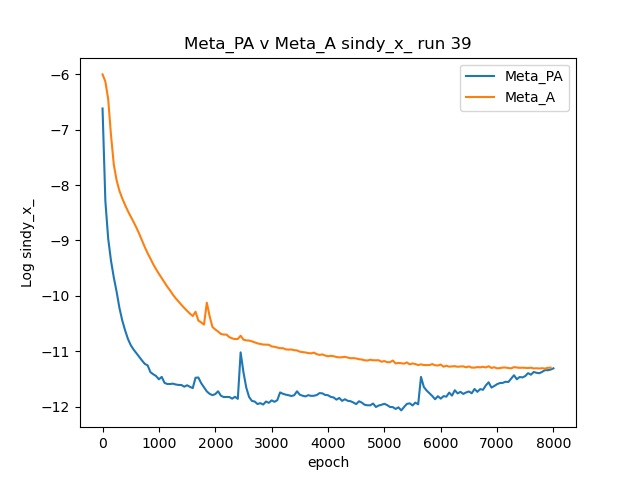 Meta_PA v Meta_A sindy_x_ run 39
Meta_PA
Meta_A
Log sindy_x_
−6
−7
−8
−9
−10
−11
−12
0 1000 2000 3000 4000 5000 6000 7000 8000
epoch